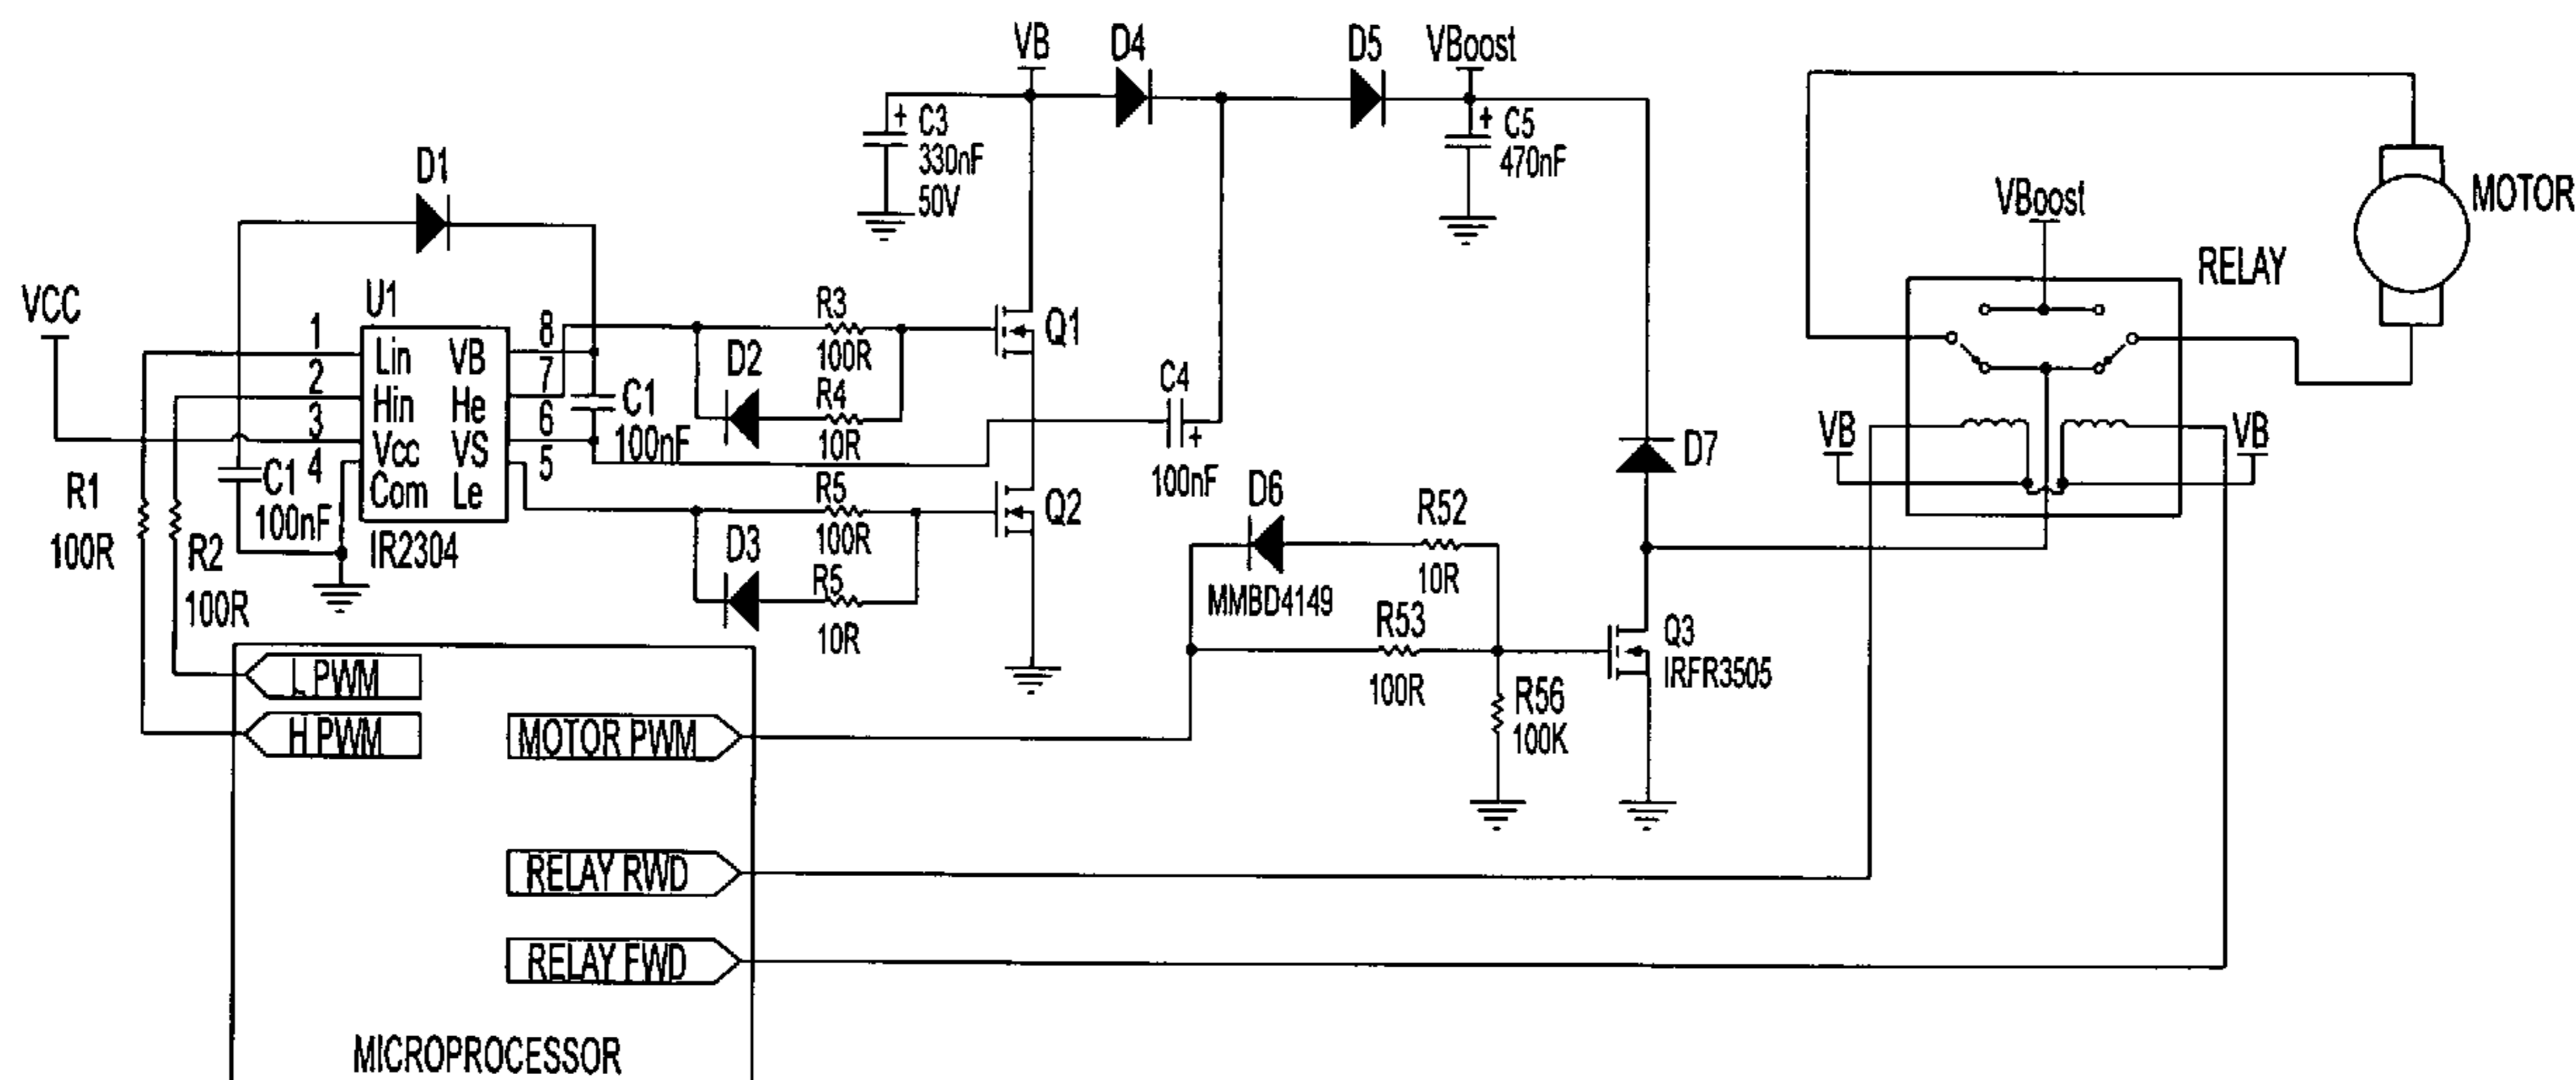 VB
D4
D5
VBoost
C3
330nF
50V
+
C5
470nF
+
D1
VCC
U1
1
2
3
4
Lin
Hin
Vcc
Com
VB
He
VS
Le
8
7
6
5
IR2304
C1
100nF
C1
100nF
R1
100R
R2
100R
R3
100R
D2
R4
10R
R5
100R
D3
R5
10R
Q1
Q2
C4
+
100nF
D6
MMBD4149
R52
10R
R53
100R
R56
100K
Q3
IRFR3505
D7
VBoost
RELAY
MOTOR
VB
VB
L PWM
H PWM
MOTOR PWM
RELAY RWD
RELAY FWD
MICROPROCESSOR